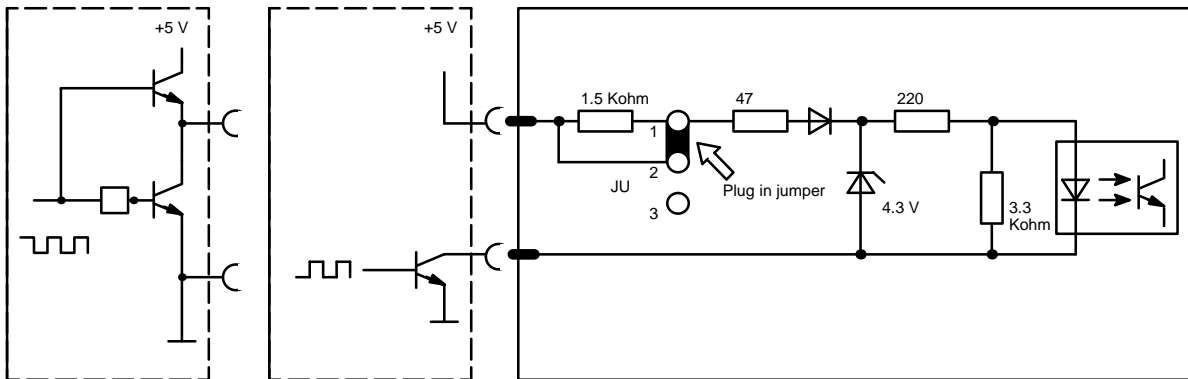 +5 V
+5 V
1.5 Kohm
47
220
1
2
JU
3
Plug in jumper
4.3 V
3.3
Kohm